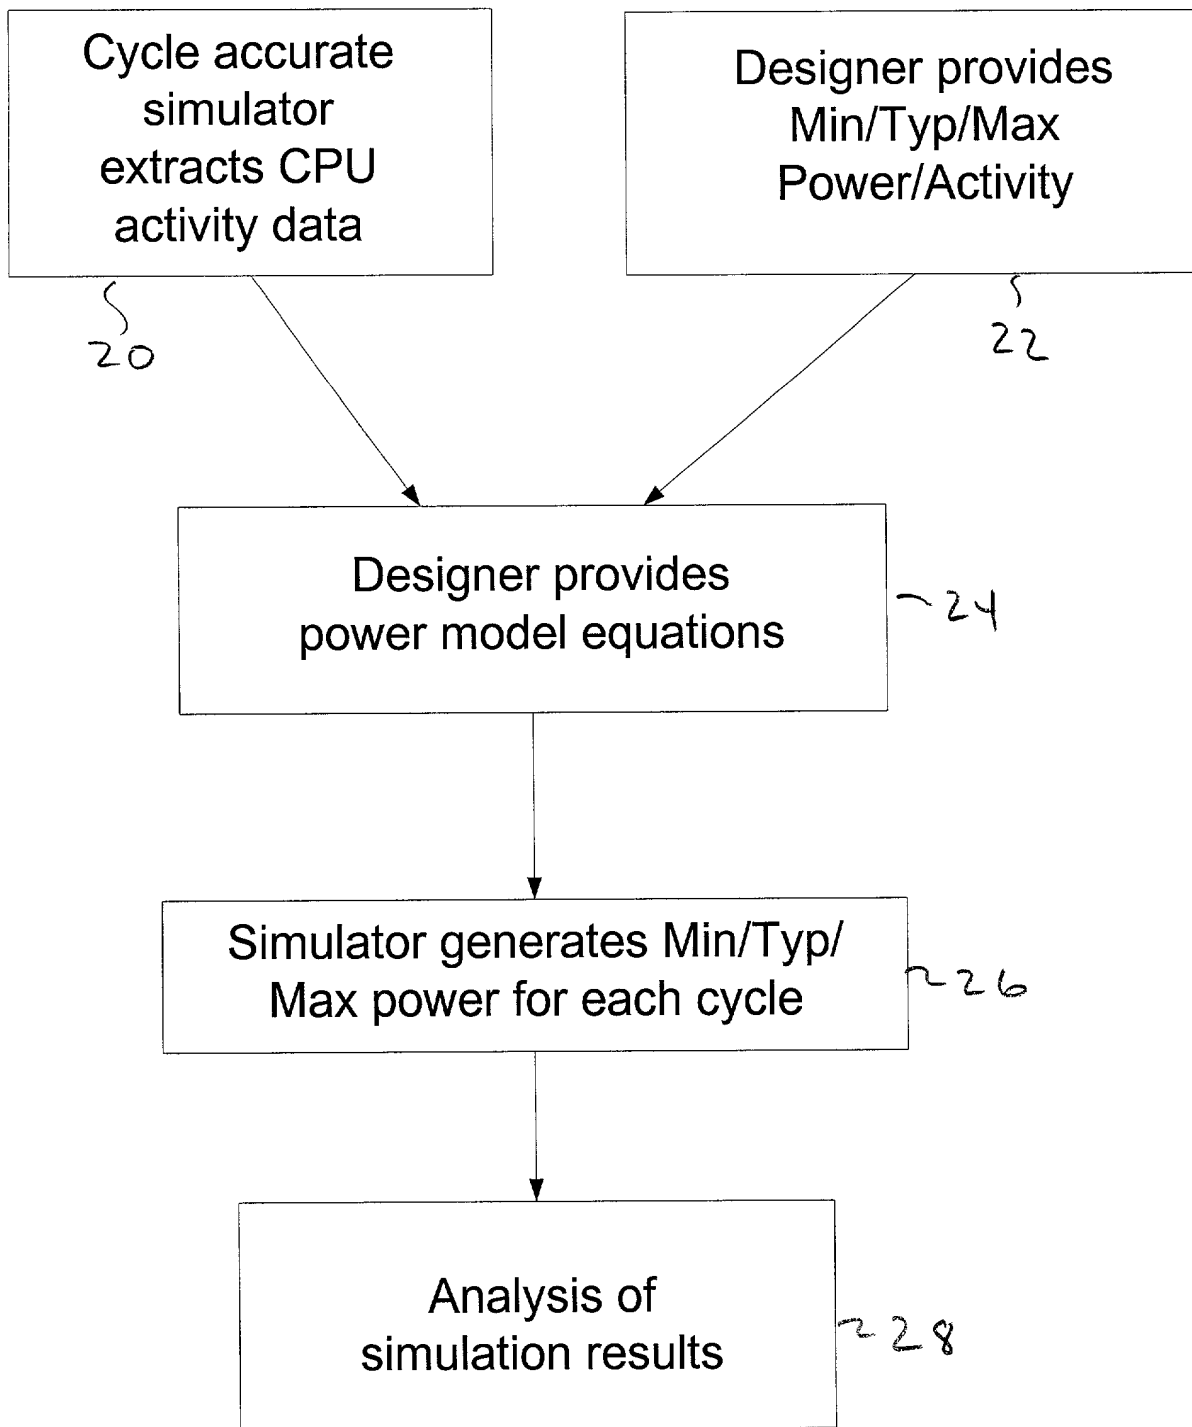 Cycle accurate
simulator
extracts CPU
activity data
Designer provides
Min/Typ/Max
Power/Activity
20
22
Designer provides
power model equations
24
Simulator generates Min/Typ/
Max power for each cycle
26
Analysis of
simulation results
28